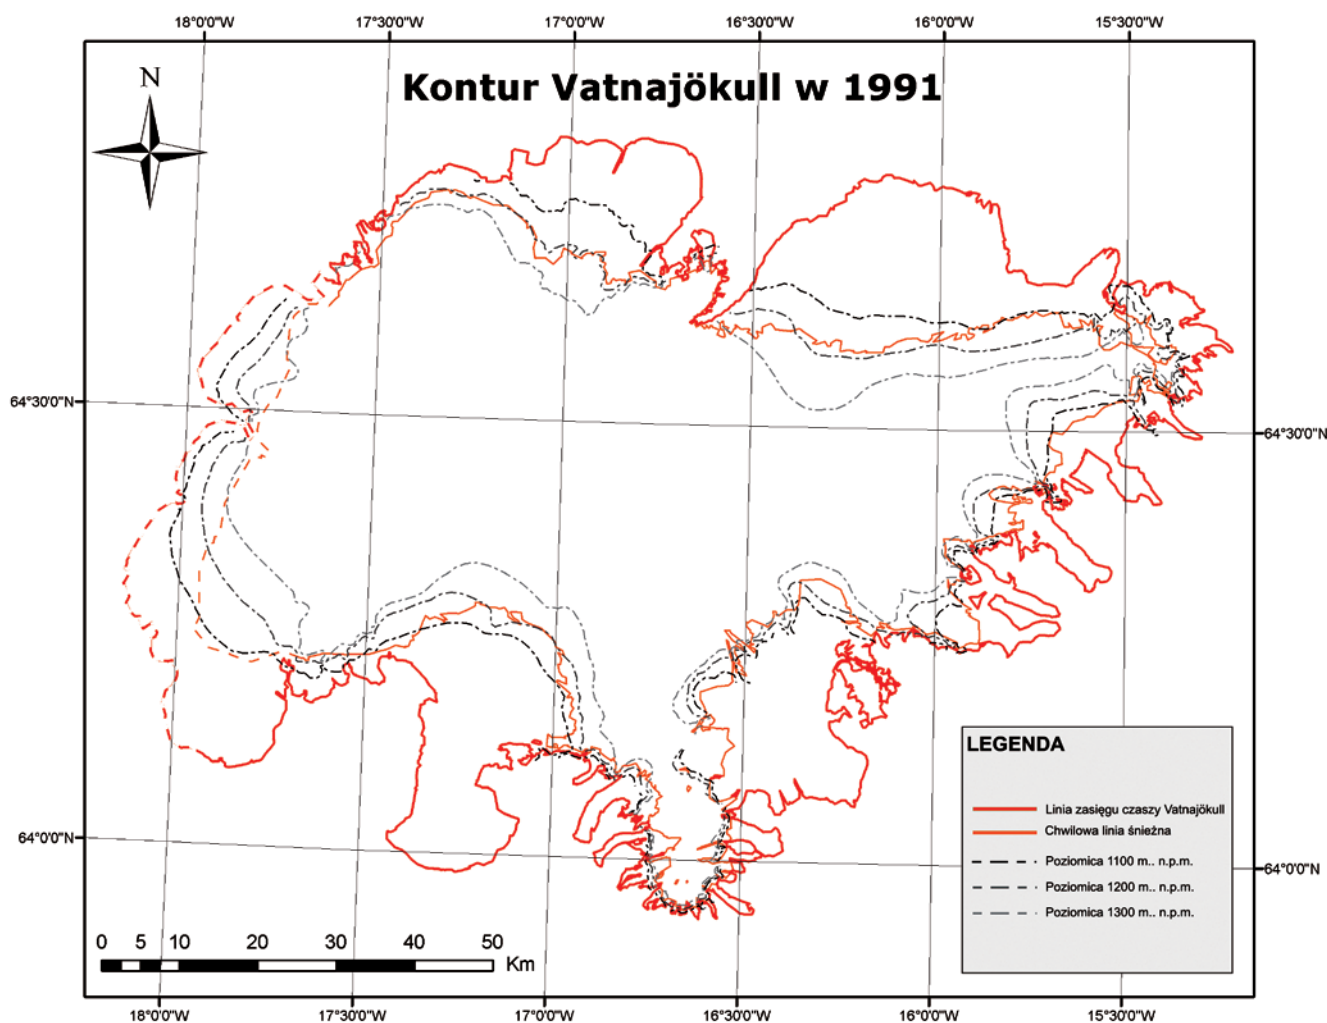 18°0'0"W 17°30'0"W 17°0'0"W 16°30'0"W 16°0'0"W 15°30'0"W
N
Kontur Vatnajökull w 1991
64°30'0"N
64°30'0"N
LEGENDA
Linia zasięgu czaszy Vatnajökull
Chwilowa linia śnieżna
Poziomica 1100 m.. n.p.m.
Poziomica 1200 m.. n.p.m.
Poziomica 1300 m.. n.p.m.
64°0'0"N
64°0'0"N
0 5 10 20 30 40 50
Km
18°0'0"W 17°30'0"W 17°0'0"W 16°30'0"W 16°0'0"W 15°30'0"W